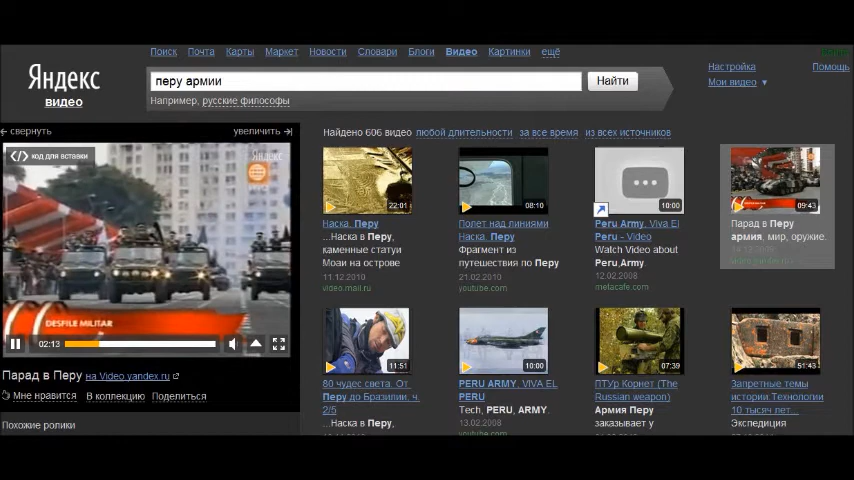 Поиск Почта Карты Маркет Новости Словари Блоги Видео Картинки ещё
Яндекс
видео
перу армии
Найти
Например, русские философы
Настройка
Помощь
Мои видео
свернуть
увеличить
Найдено 606 видео любой длительности за все время из всех источников
код для вставки
Яндекс
DESFILE MILITAR
02:13
Парад в Перу на Video.yandex.ru
Мне нравится В коллекцию Поделиться
Похожие ролики
22:01
Наска, Перу
...Наска в Перу,
каменные статуи
Моаи на острове
11.12.2010
video.mail.ru
08:10
Полет над линиями
Наска, Перу
Фрагмент из
путешествия по Перу
21.02.2010
youtube.com
10:00
Peru Army, Viva El
Peru - Video
Watch Video about
Peru,Army.
12.02.2008
metacafe.com
09:43
Парад в Перу
армия, мир, оружие.
11:51
80 чудес света. От
Перу до Бразилии, ч.
2/5
...Наска в Перу,
10:00
PERU ARMY, VIVA EL
PERU
Tech, PERU, ARMY.
13.02.2008
youtube.com
07:39
ПТУр Корнет (The
Russian weapon)
Армия Перу
заказывает у
51:43
Запретные темы
истории.Технологии
10 тысяч лет...
Экспедиция